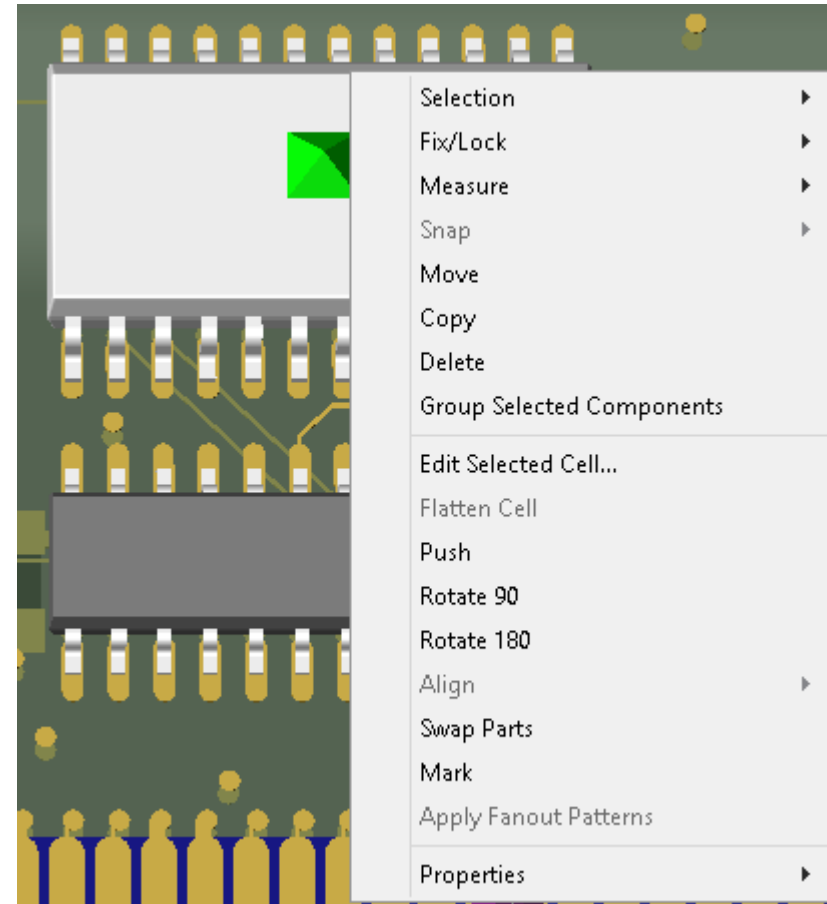 Selection
Fix/Lock
Measure
Snap
Move
Copy
Delete
Group Selected Components
Edit Selected Cell...
Flatten Cell
Push
Rotate 90
Rotate 180
Align
Swap Parts
Mark
Apply Fanout Patterns
Properties